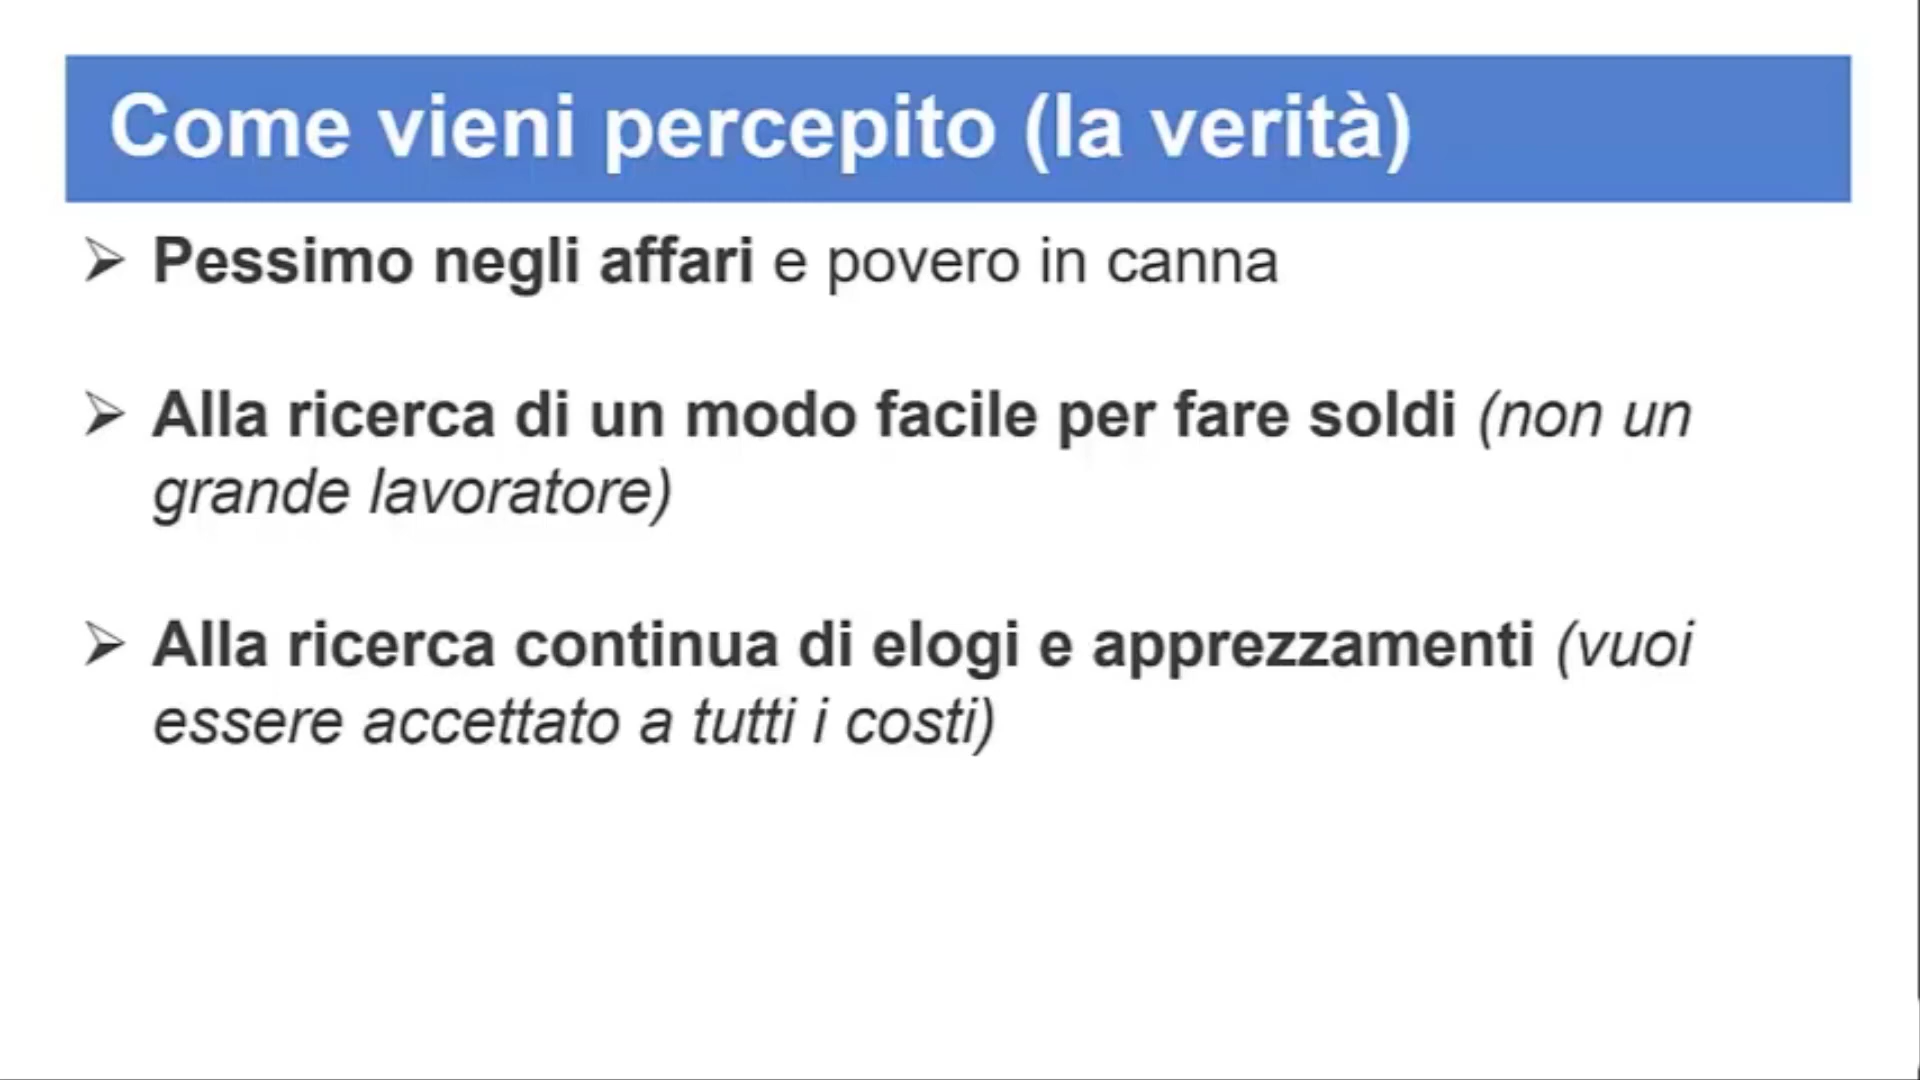 Come vieni percepito (la verità)
➢ Pessimo negli affari e povero in canna
➢ Alla ricerca di un modo facile per fare soldi (non un
grande lavoratore)
➢ Alla ricerca continua di elogi e apprezzamenti (vuoi
essere accettato a tutti i costi)